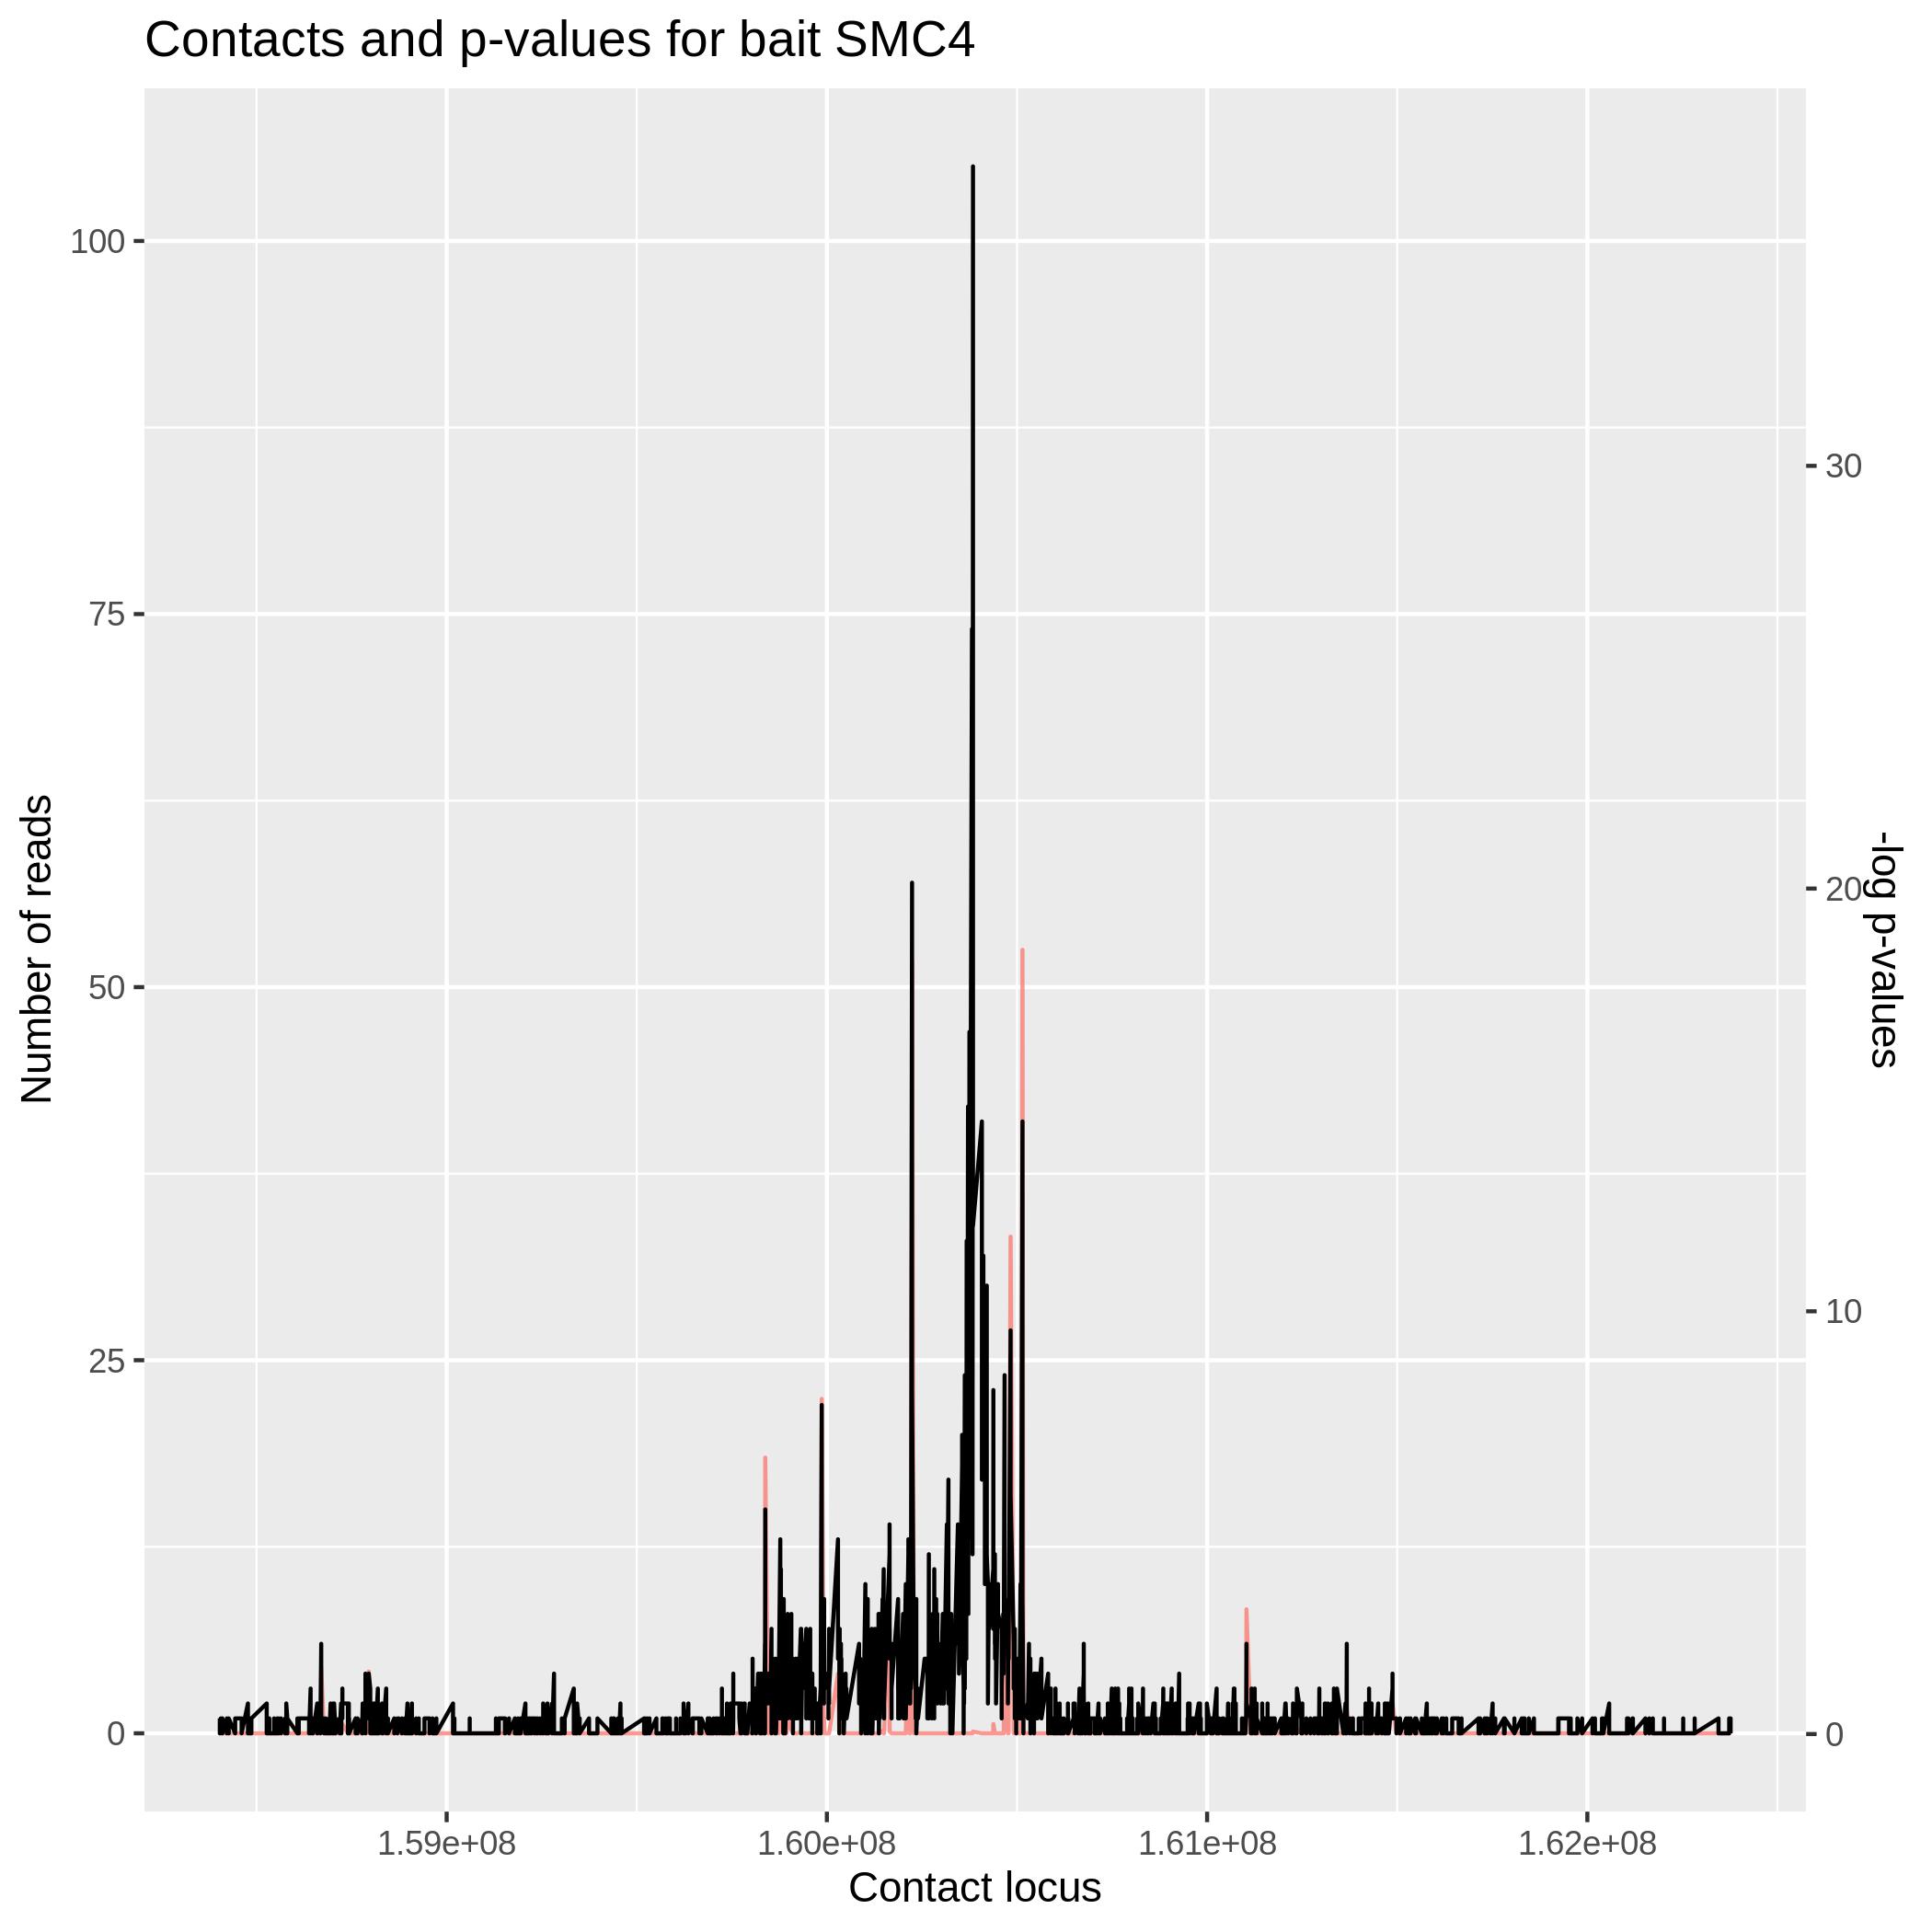 Contacts and p-values for bait SMC4
Number of reads
100
75
50
25
0
30
20
10
0
-log p-values
1.59e+08 1.60e+08 1.61e+08 1.62e+08
Contact locus